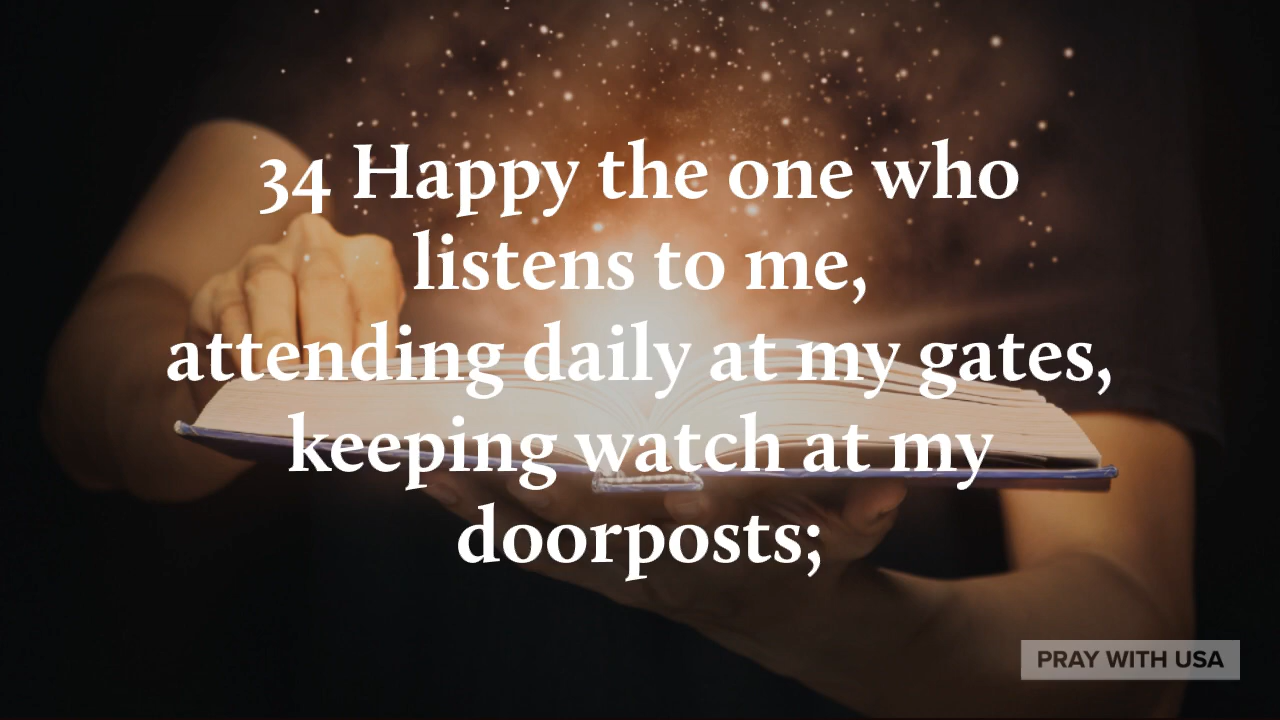 34 Happy the one who
listens to me,
attending daily at my gates,
keeping watch at my
doorposts;
PRAY WITH USA